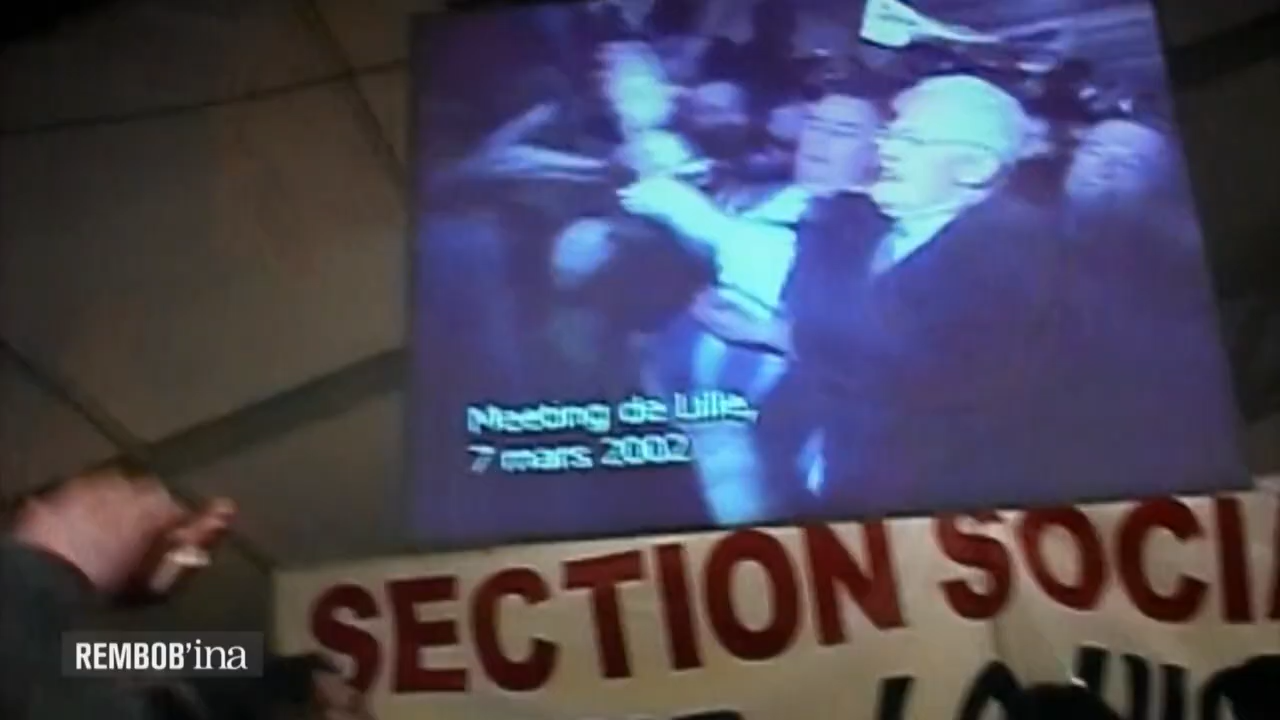 Meeting de Lille,
7 mars 2002
SECTION SOCIA
REMBOB'ina